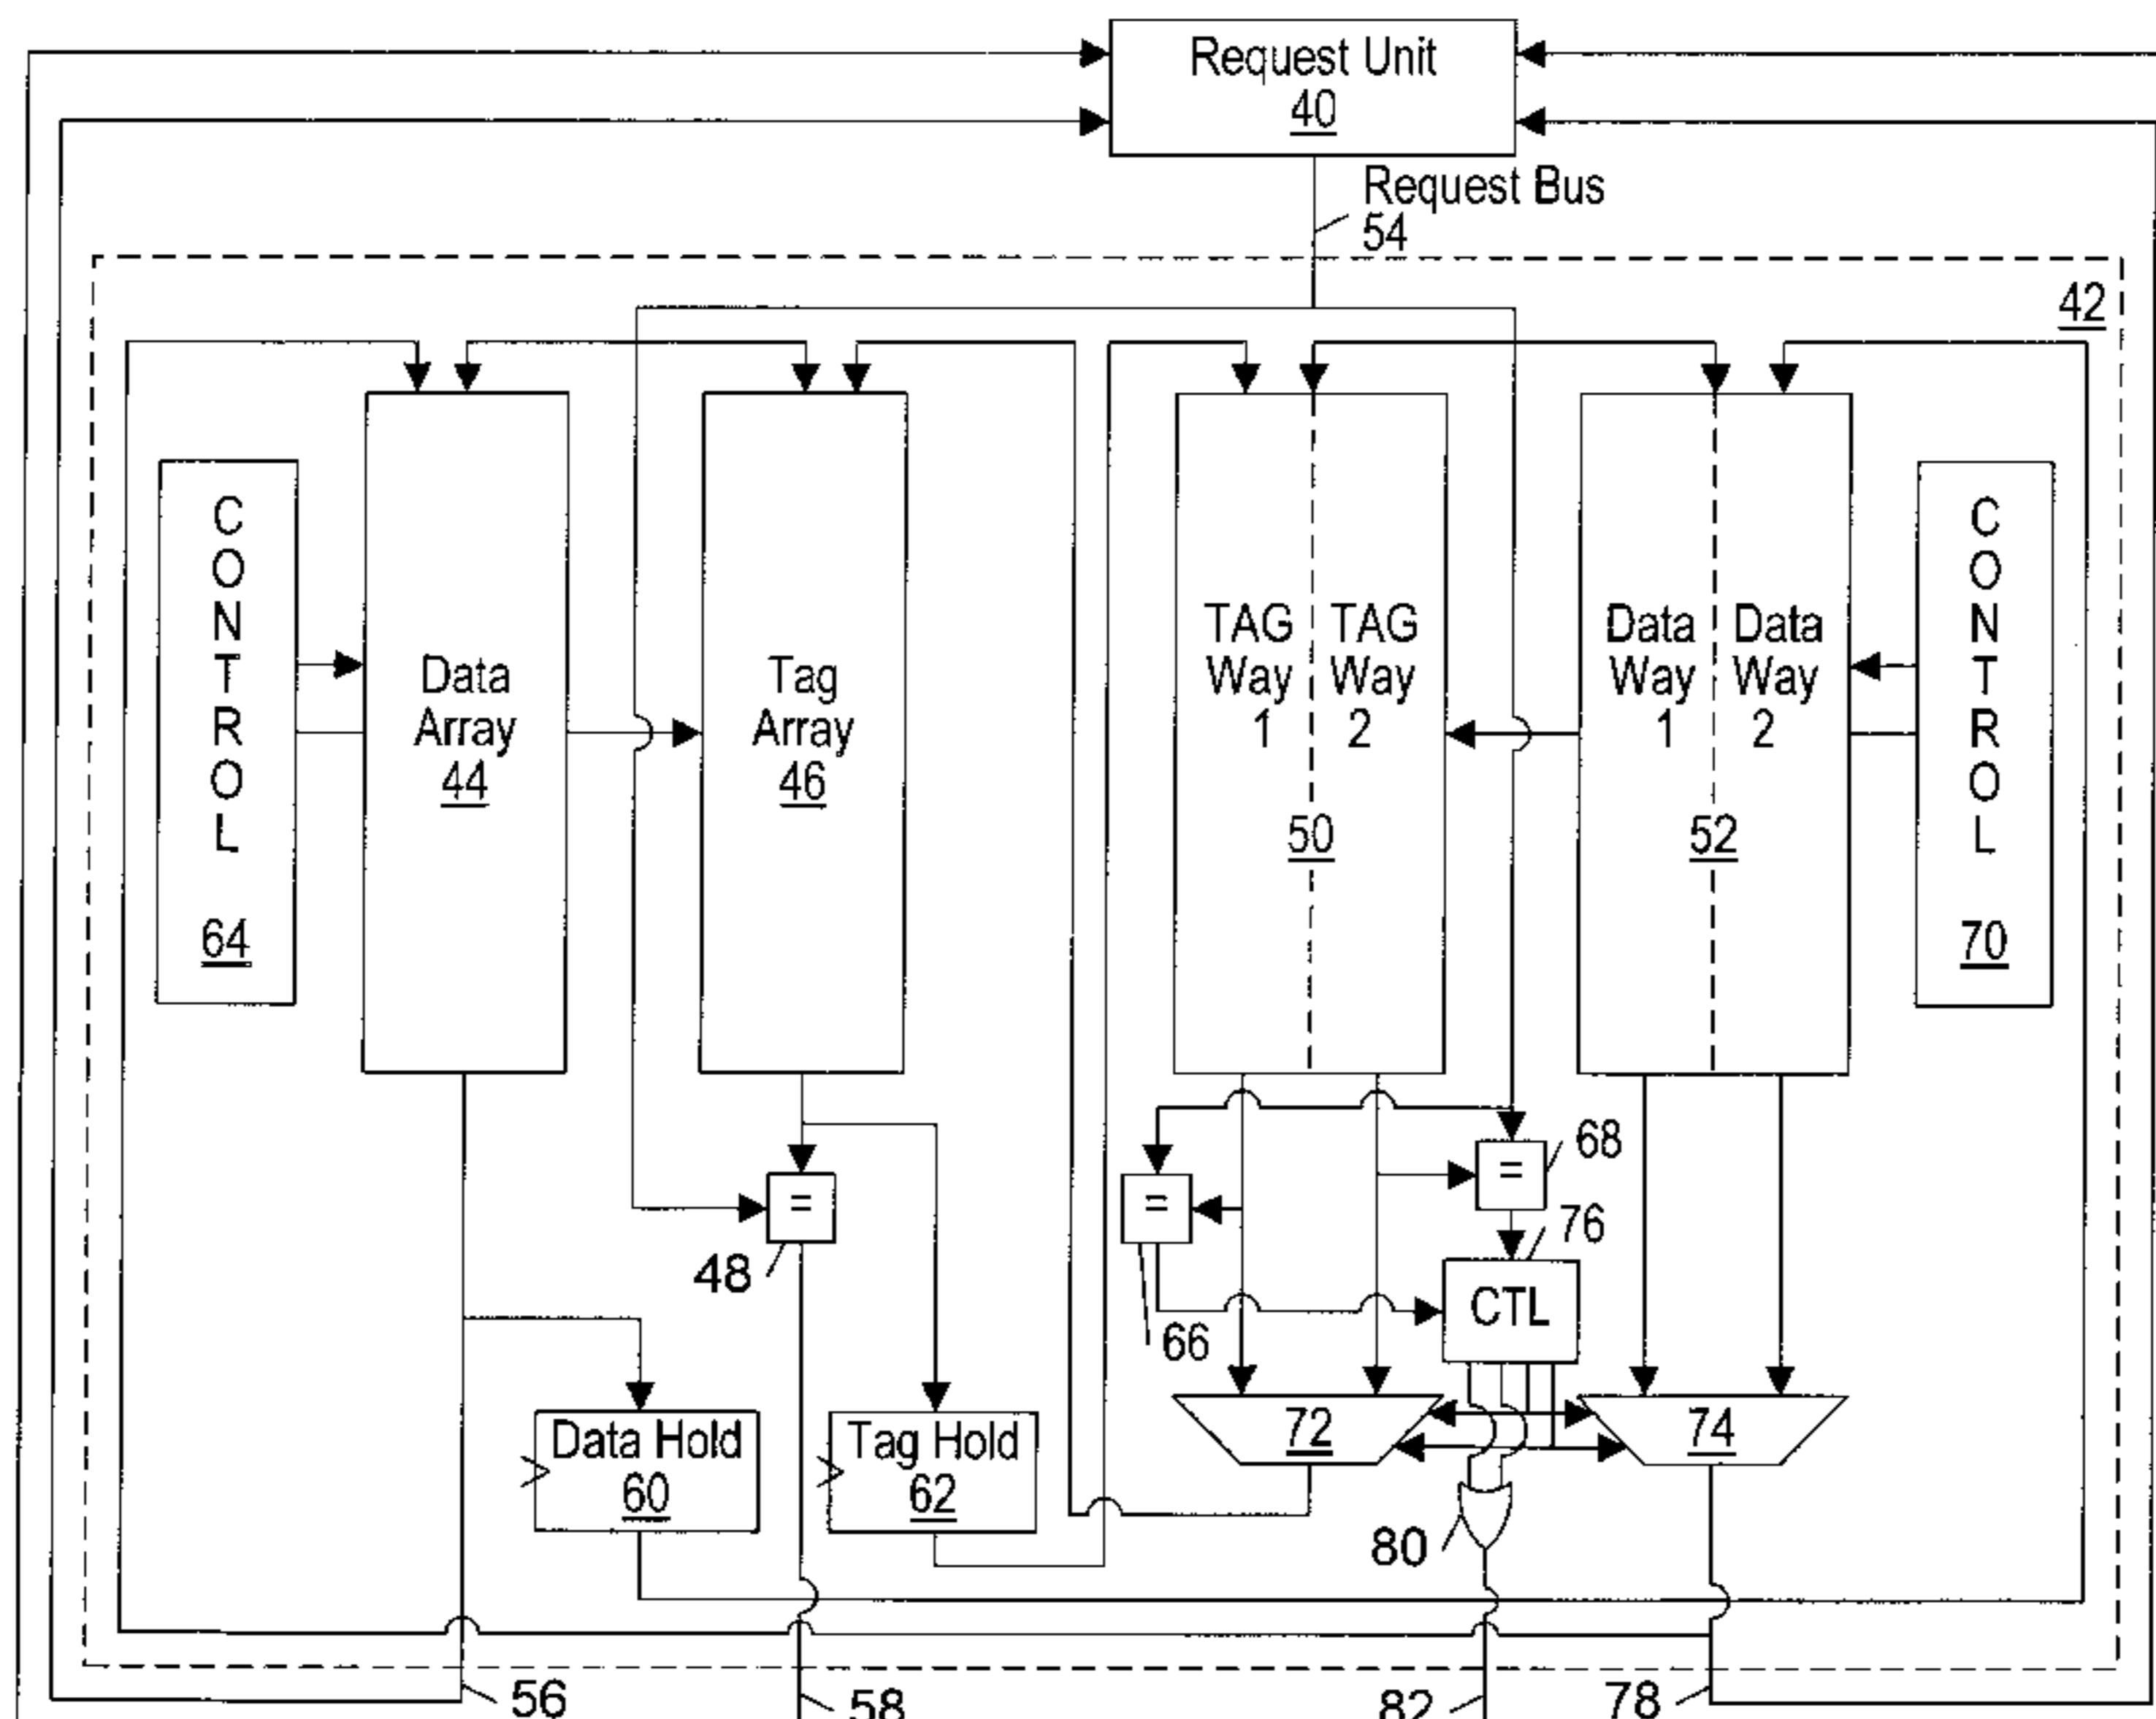 Request Unit
40
Request Bus
54
42
CONTROL
64
Data
Array
44
Tag
Array
46
TAG
Way
1
TAG
Way
2
50
Data
Way
1
Data
Way
2
52
CONTROL
70
=
48
=
66
=
68
76
CTL
Data Hold
60
Tag Hold
62
72
74
80
56
58
82
78